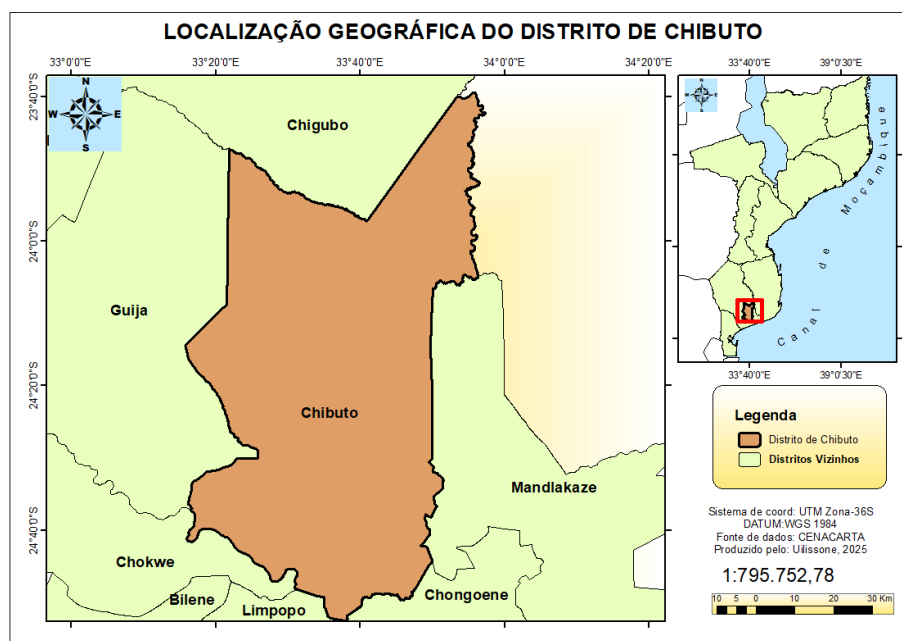 LOCALIZAÇÃO GEOGRÁFICA DO DISTRITO DE CHIBUTO
33°0'0"E 33°20'0"E 33°40'0"E 34°0'0"E 34°20'0"E
23°40'0"S
24°0'0"S
24°20'0"S
24°40'0"S
N
W E
S
Chigubo
Guija
Chibuto
Mandlakaze
Chokwe
Bilene
Limpopo
Chongoene
N
W E
S
Canal de Moçambique
33°40'0"E 39°0'30"E
Legenda
Distrito de Chibuto
Distritos Vizinhos
Sistema de coord: UTM Zona-36S
DATUM:WGS 1984
Fonte de dados: CENACARTA
Produzido pelo: Uilissone, 2025
1:795.752,78
10 5 0 10 20 30 Km